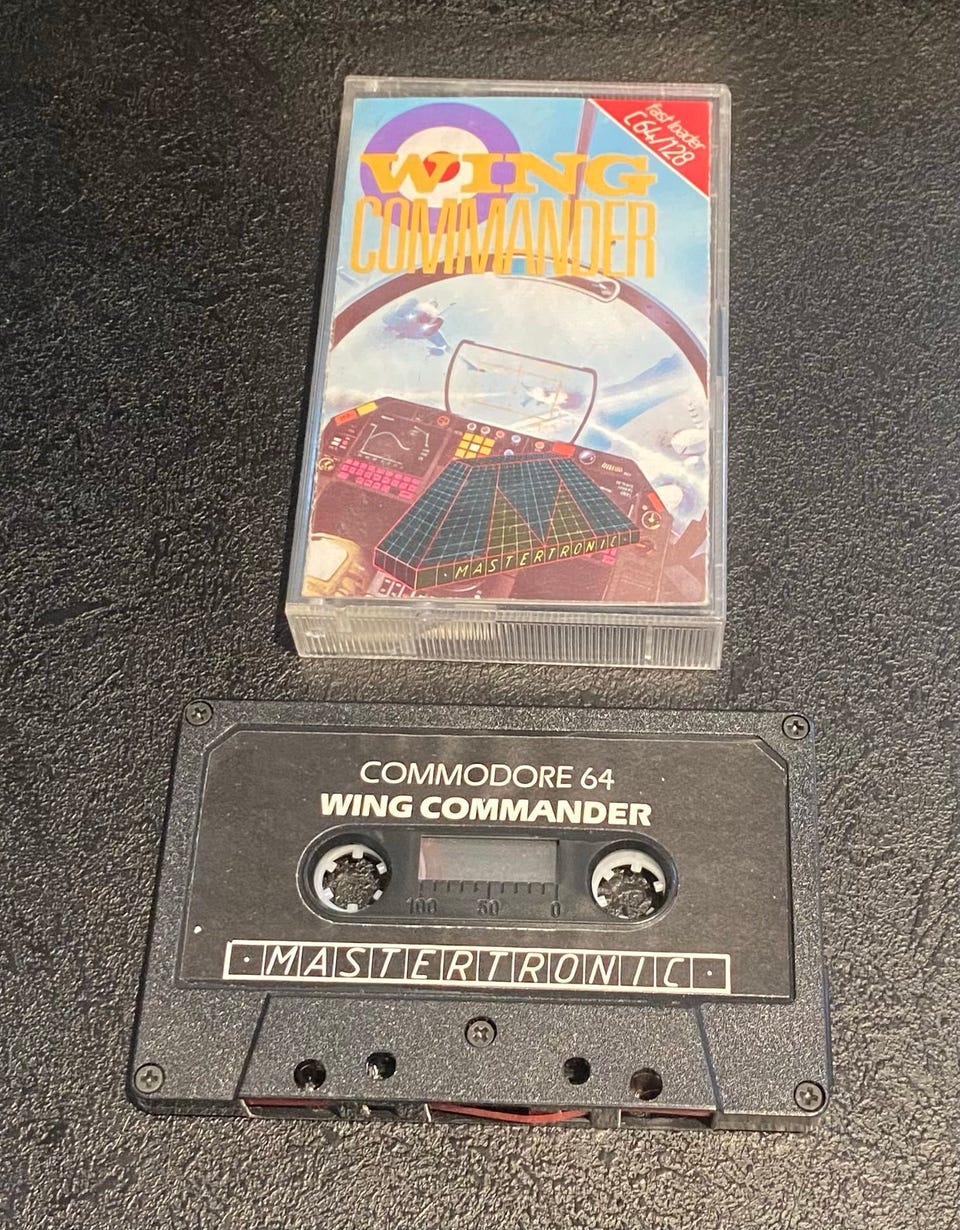 fast loader
C64/128
WING
COMMANDER
·MASTERTRONIC·
COMMODORE 64
WING COMMANDER
100 50 0
·MASTERTRONIC·